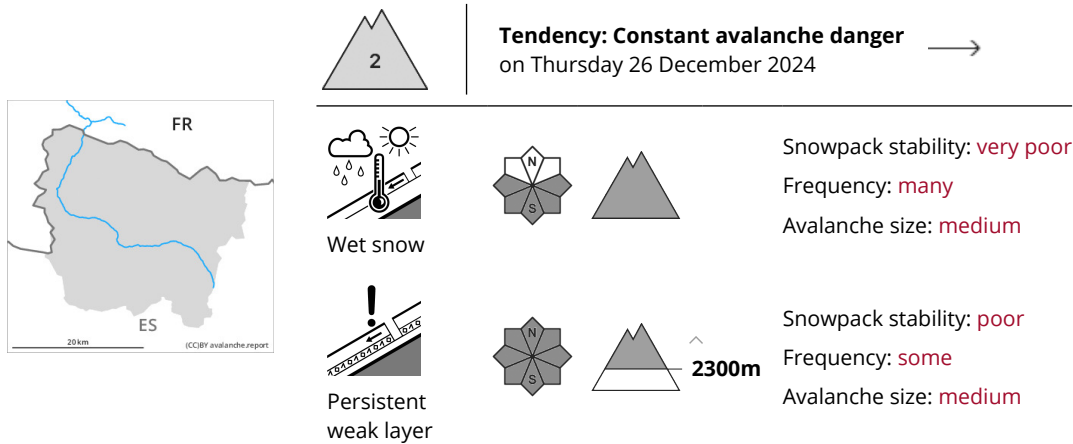 2
Tendency: Constant avalanche danger
on Thursday 26 December 2024
FR
ES
20 km
(CC)BY avalanche.report
Wet snow
N
S
Snowpack stability: very poor
Frequency: many
Avalanche size: medium
Persistent
weak layer
N
S
2300m
Snowpack stability: poor
Frequency: some
Avalanche size: medium